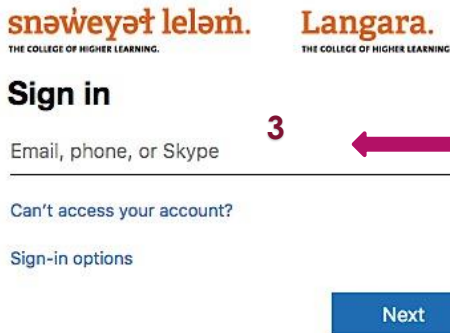 snəw̓eyəɬ leləm̓. Langara.
THE COLLEGE OF HIGHER LEARNING. THE COLLEGE OF HIGHER LEARNING
Sign in
3
Email, phone, or Skype
Can't access your account?
Sign-in options
Next